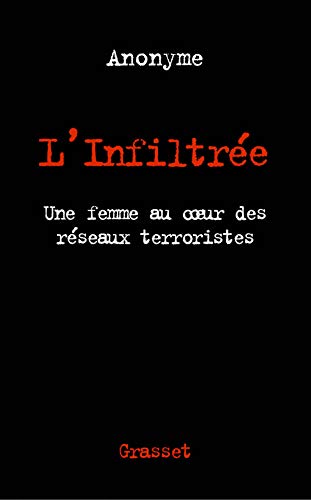 Anonyme
L'Infiltrée
Une femme au cœur des
réseaux terroristes
Grasset